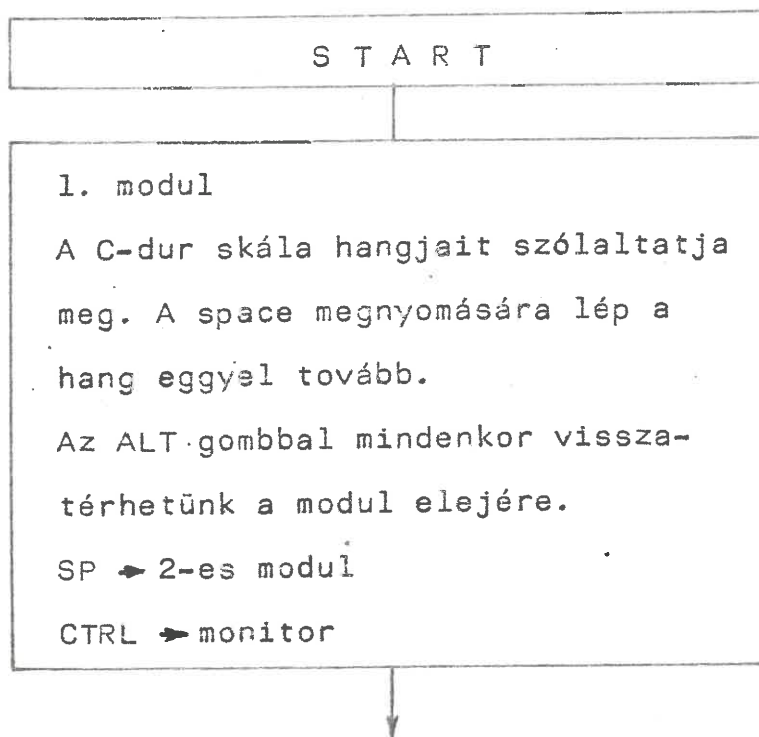 S T A R T
1. modul
A C-dur skála hangjait szólaltatja
meg. A space megnyomására lép a
hang eggyel tovább.
Az ALT gombbal mindenkor vissza-
térhetünk a modul elejére.
SP → 2-es modul
CTRL → monitor